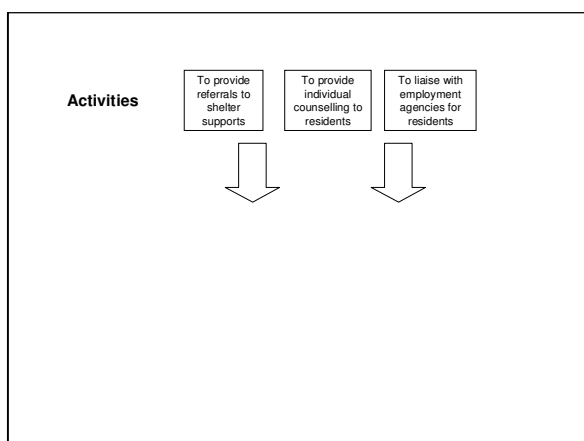 Activities
To provide
referrals to
shelter
supports
To provide
individual
counselling to
residents
To liaise with
employment
agencies for
residents